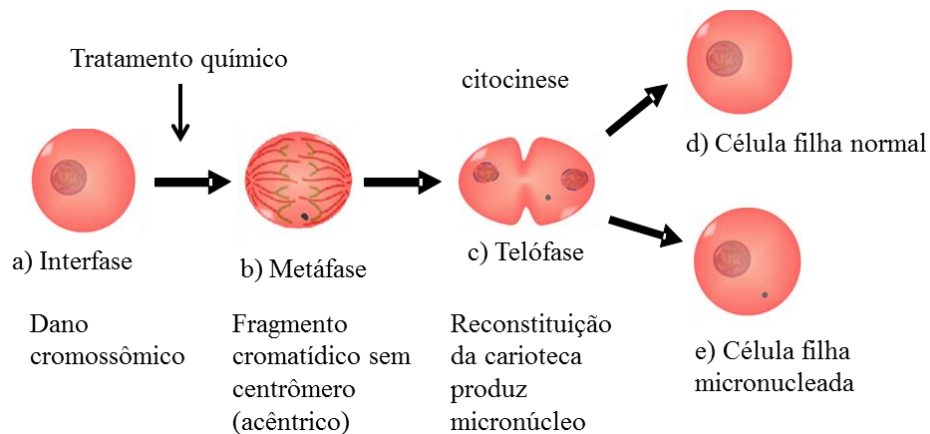 Tratamento químico
citocinese
a) Interfase
b) Metáfase
c) Telófase
d) Célula filha normal
Dano
cromossômico
Fragmento
cromatídico sem
centrômero
(acêntrico)
Reconstituição
da carioteca
produz
micronúcleo
e) Célula filha
micronucleada